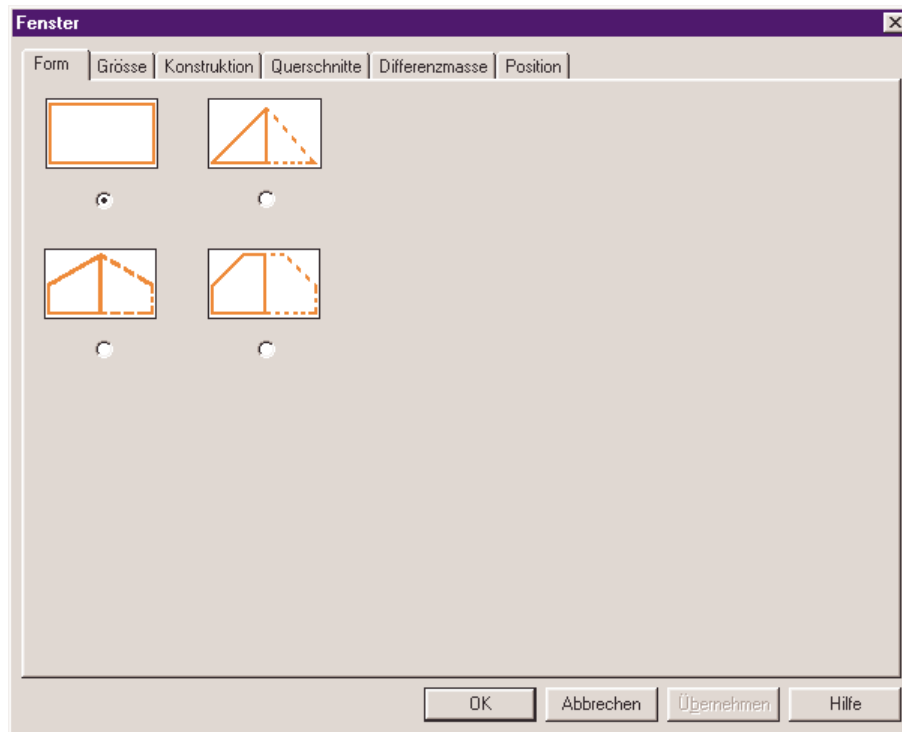 Fenster
Form Grösse Konstruktion Querschnitte Differenzmasse Position
OK Abbrechen Übernehmen Hilfe